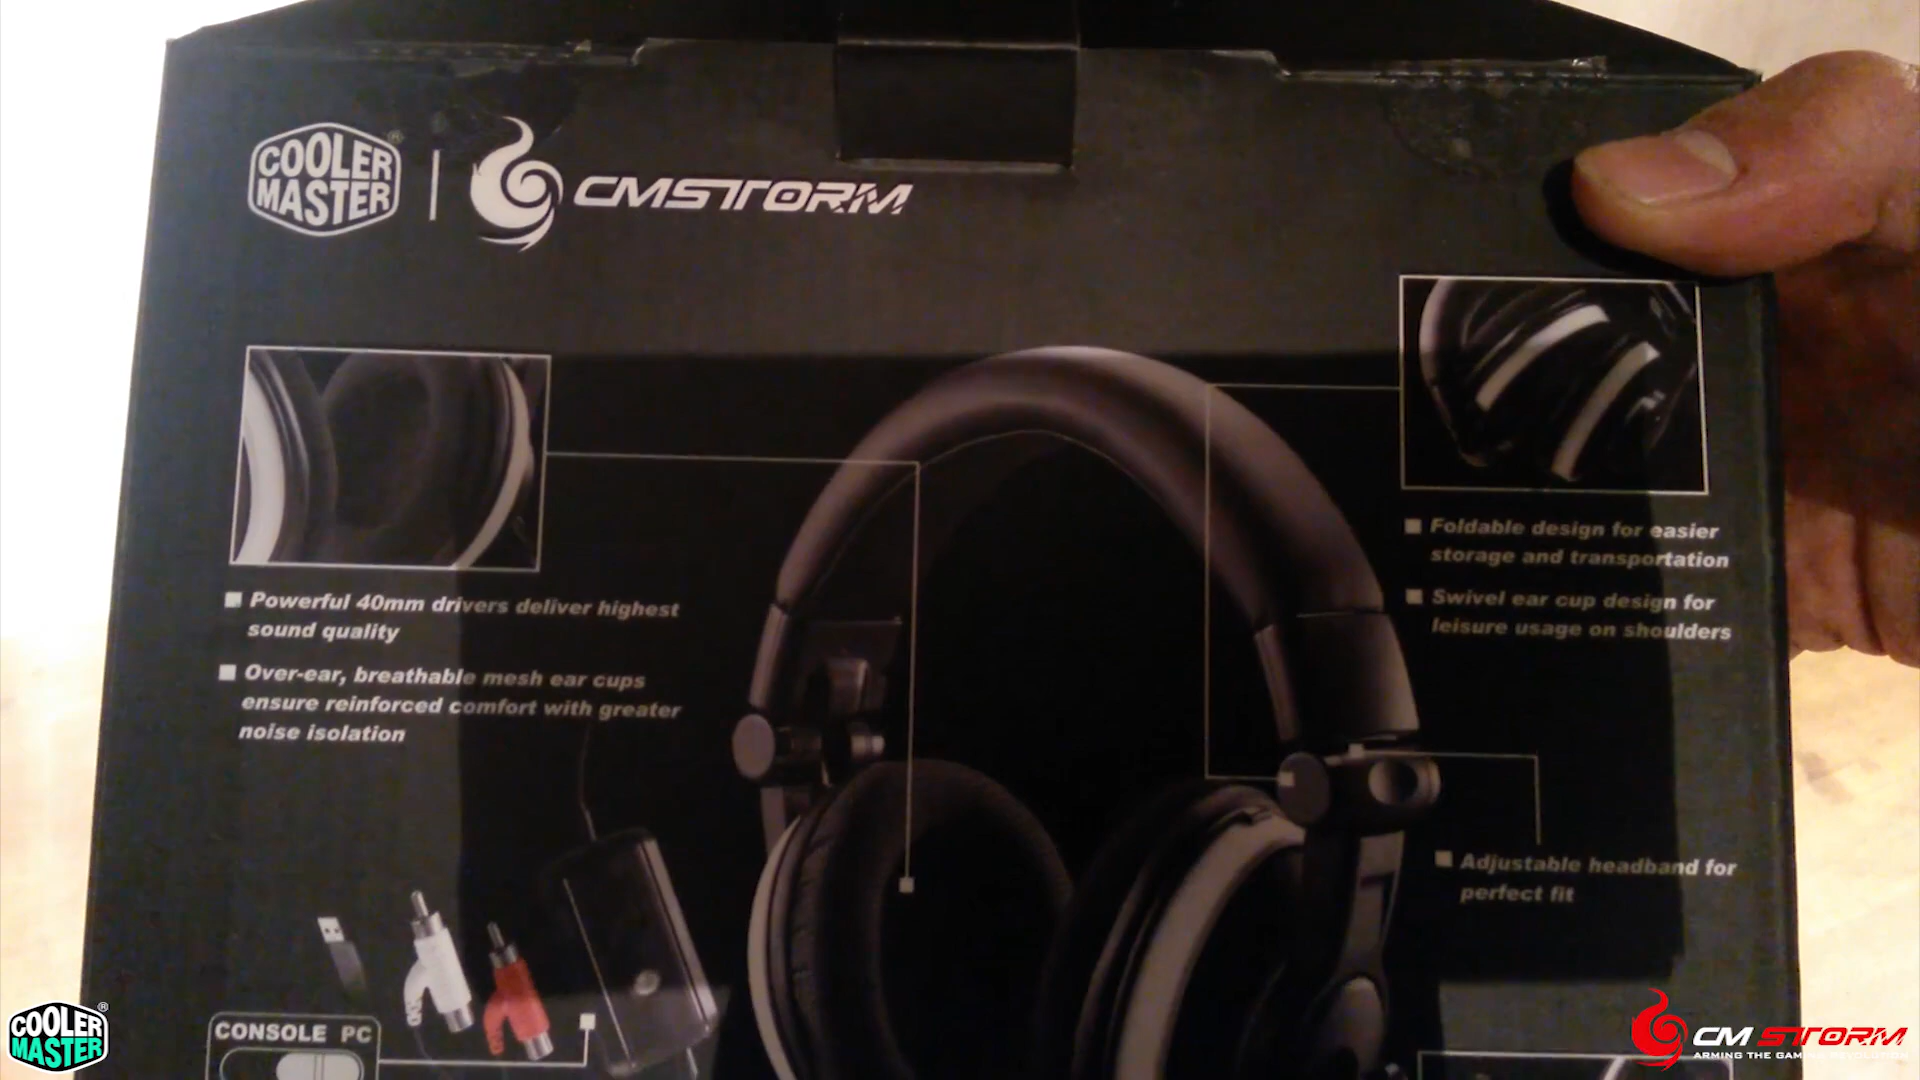 COOLER
MASTER
®
CMSTORM
Powerful 40mm drivers deliver highest
sound quality
Over-ear, breathable mesh ear cups
ensure reinforced comfort with greater
noise isolation
Foldable design for easier
storage and transportation
Swivel ear cup design for
leisure usage on shoulders
Adjustable headband for
perfect fit
CONSOLE PC
COOLER
MASTER
®
CM STORM
ARMING THE GAMING REVOLUTION